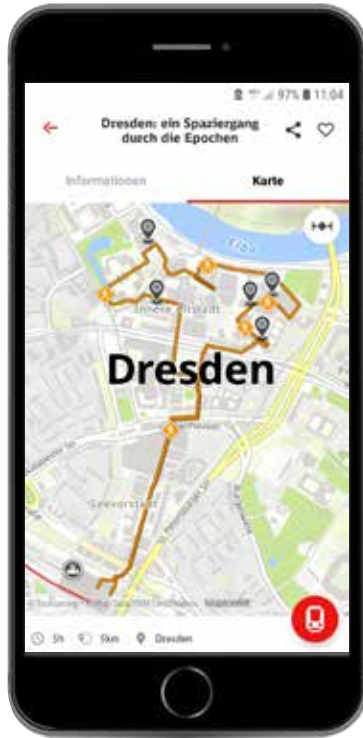 97% 11:04
Dresden: ein Spaziergang
durch die Epochen
Informationen
Karte
Elbe
Innere Altstadt
Dresden
Seevorstadt
5h 5km Dresden